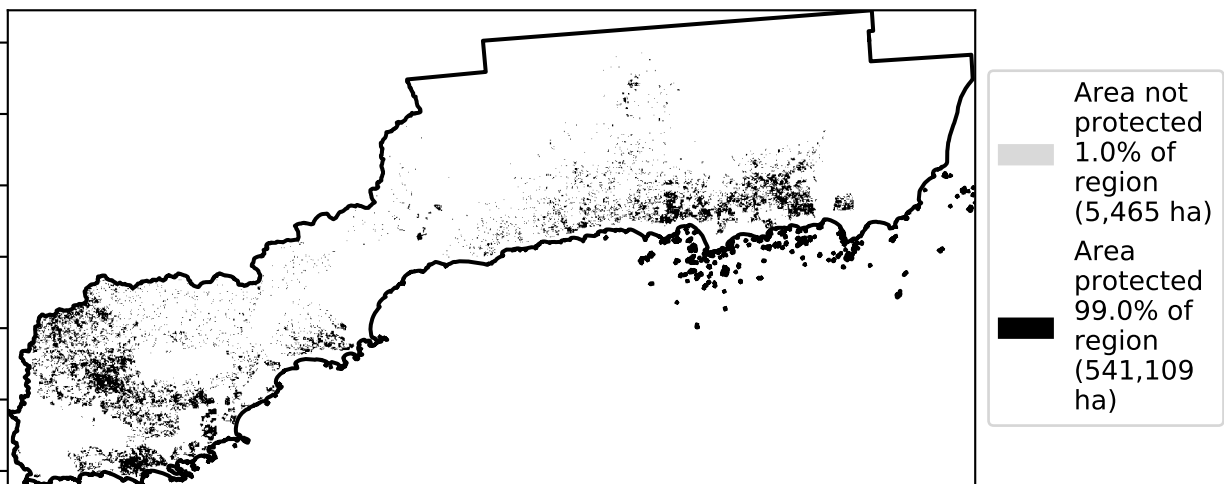 Area not
protected
1.0% of
region
(5,465 ha)
Area
protected
99.0% of
region
(541,109
ha)